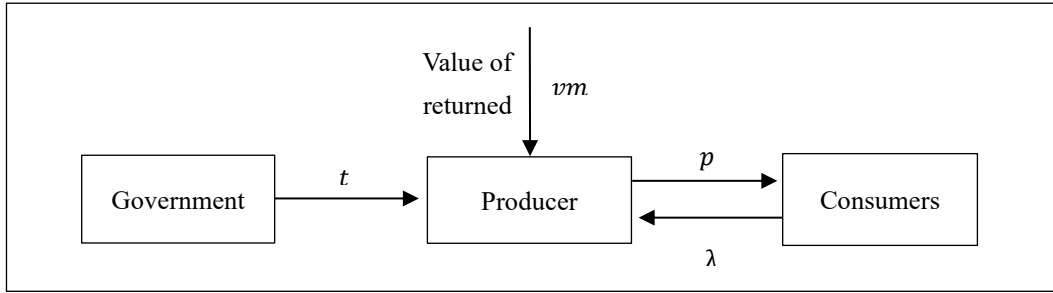 Value of
returned
𝑣𝑚
Government
𝑡
Producer
𝑝
Consumers
𝜆